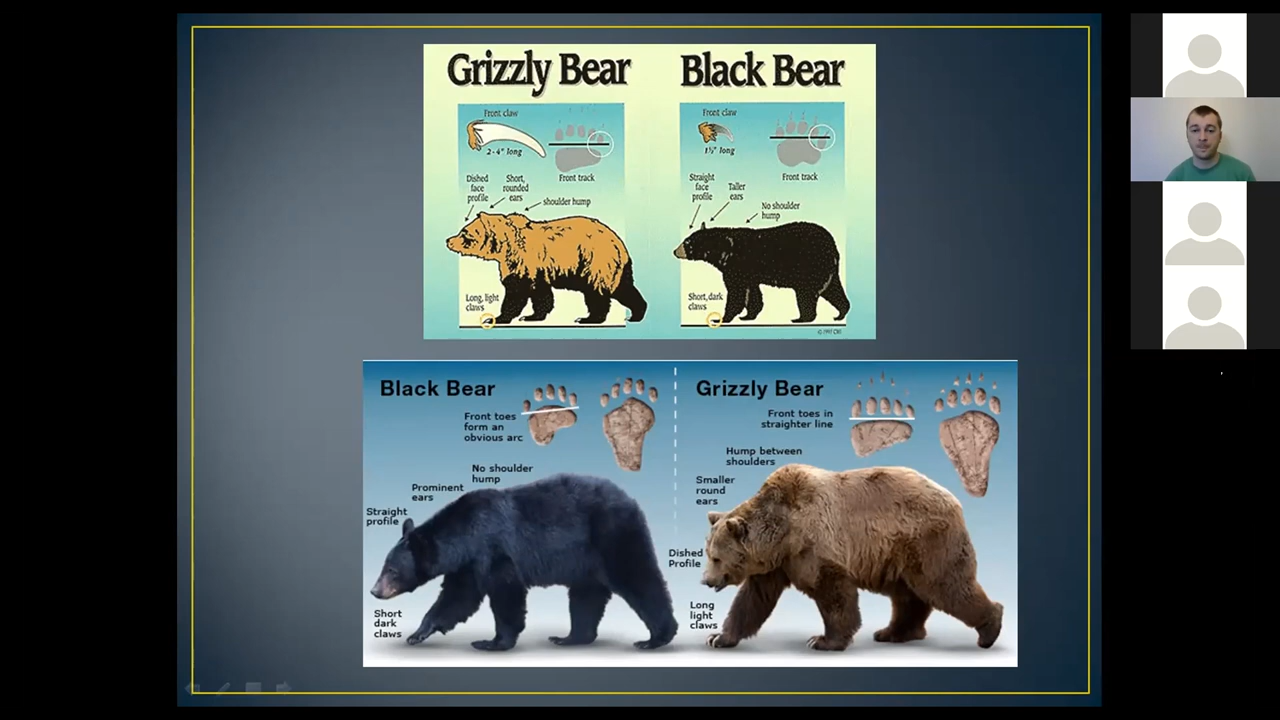 Grizzly Bear
Front claw
2-4" long
Front track
Dished
face
profile
Short,
rounded
ears
shoulder hump
Long, light
claws
Black Bear
Front claw
1½" long
Front track
Straight
face
profile
Taller
ears
No shoulder
hump
Short, dark
claws
Black Bear
Front toes
form an
obvious arc
No shoulder
hump
Prominent
ears
Straight
profile
Short
dark
claws
Grizzly Bear
Front toes in
straighter line
Hump between
shoulders
Smaller
round
ears
Dished
Profile
Long
light
claws